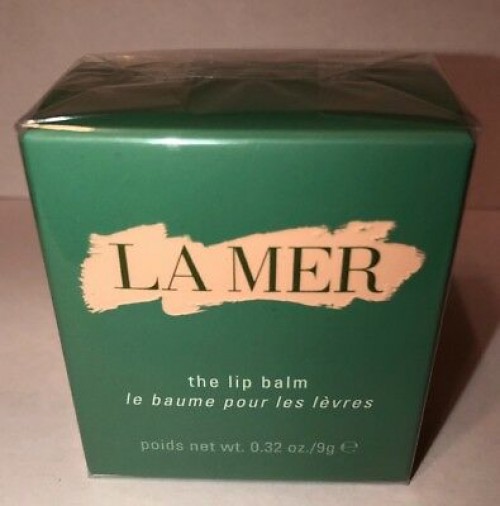 LA MER
the lip balm
le baume pour les lèvres
poids net wt. 0.32 oz./9g ℮